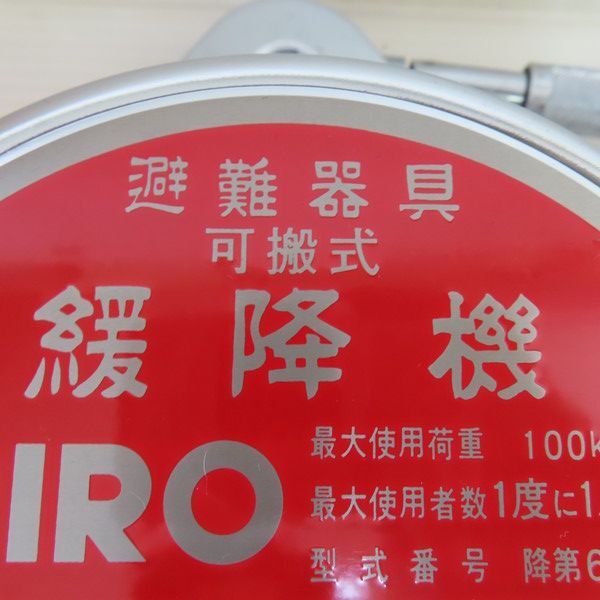 避難器具
可搬式
緩降機
IRO
最大使用荷重 100k
最大使用者数1度に1
型式番号 降第6